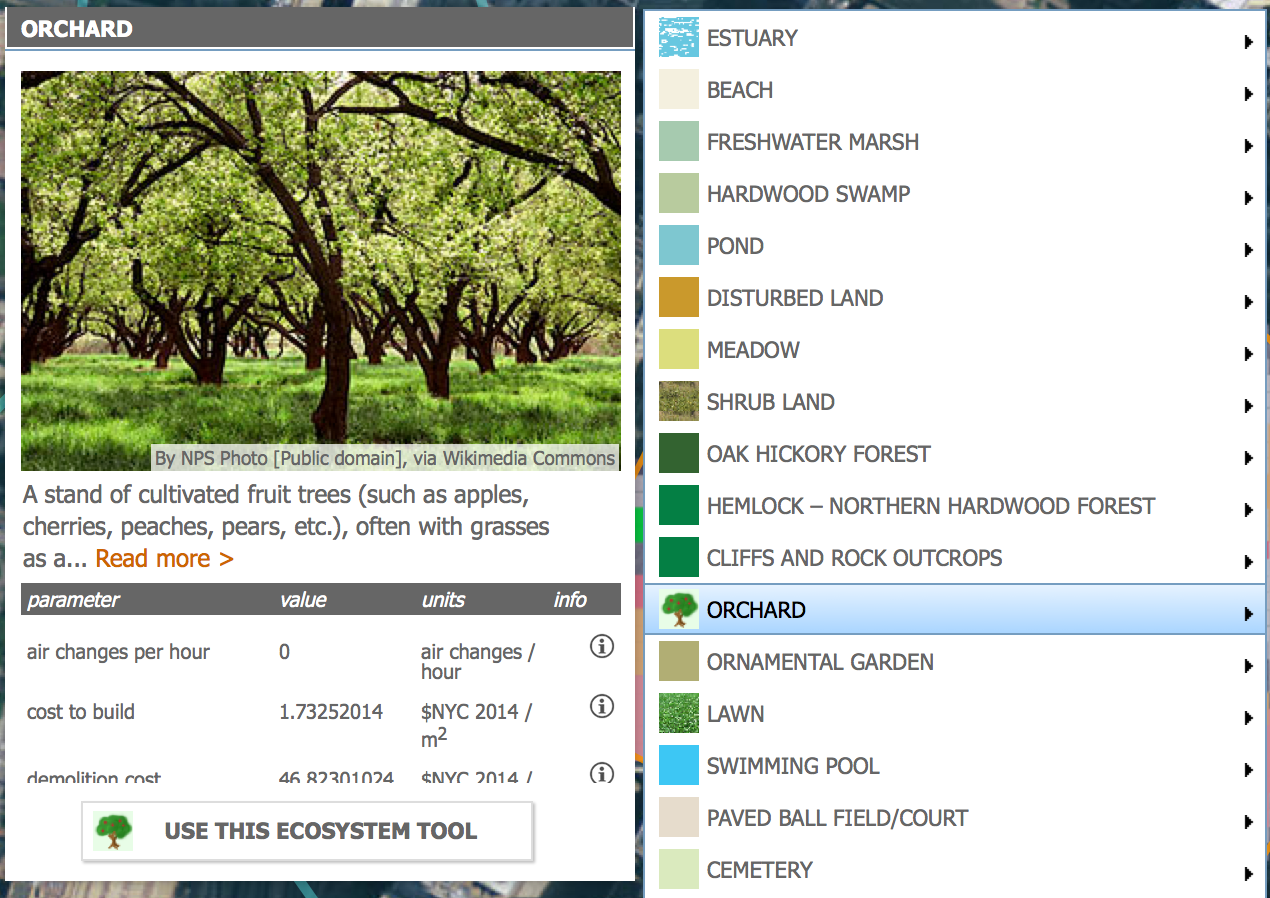 ORCHARD
By NPS Photo [Public domain], via Wikimedia Commons
A stand of cultivated fruit trees (such as apples,
cherries, peaches, pears, etc.), often with grasses
as a... Read more >
parameter value units info
air changes per hour 0 air changes /
hour
cost to build 1.73252014 $NYC 2014 /
m2
demolition cost 46.82301024 $NYC 2014 /
USE THIS ECOSYSTEM TOOL
ESTUARY
BEACH
FRESHWATER MARSH
HARDWOOD SWAMP
POND
DISTURBED LAND
MEADOW
SHRUB LAND
OAK HICKORY FOREST
HEMLOCK – NORTHERN HARDWOOD FOREST
CLIFFS AND ROCK OUTCROPS
ORCHARD
ORNAMENTAL GARDEN
LAWN
SWIMMING POOL
PAVED BALL FIELD/COURT
CEMETERY